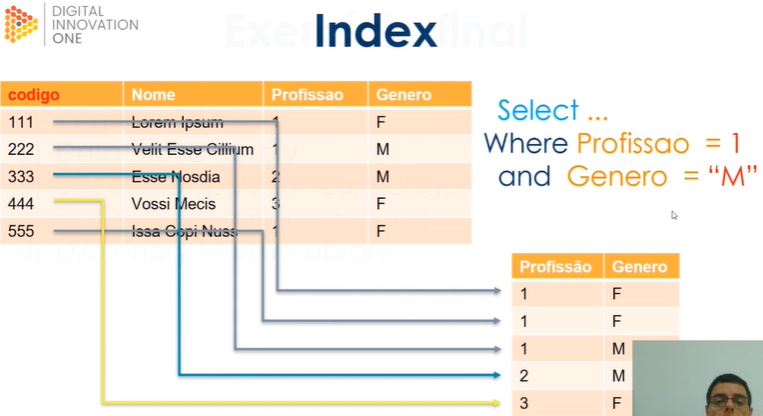 DIGITAL
INNOVATION
ONE
Index
codigo Nome Profissao Genero
111 Lorem Ipsum 1 F
222 Velit Esse Cillium 1 M
333 Esse Nosdia 2 M
444 Vossi Mecis 3 F
555 Issa Copi Nuss 1 F
Select ...
Where Profissao = 1
and Genero = “M”
Profissão Genero
1 F
1 F
1 M
2 M
3 F